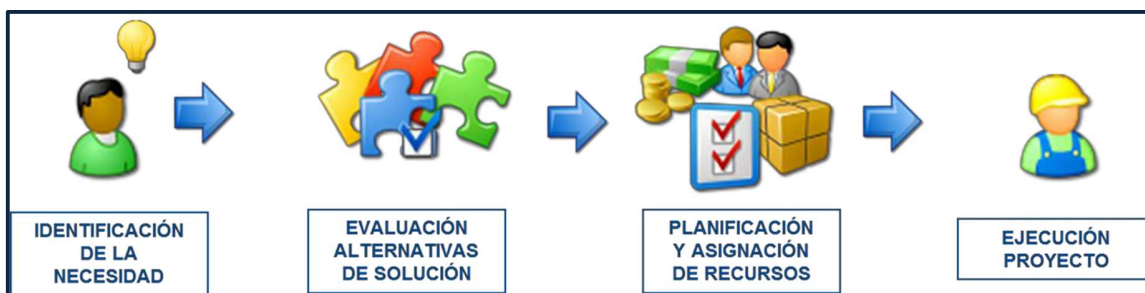 IDENTIFICACIÓN
DE LA
NECESIDAD
EVALUACIÓN
ALTERNATIVAS
DE SOLUCIÓN
PLANIFICACIÓN
Y ASIGNACIÓN
DE RECURSOS
EJECUCIÓN
PROYECTO